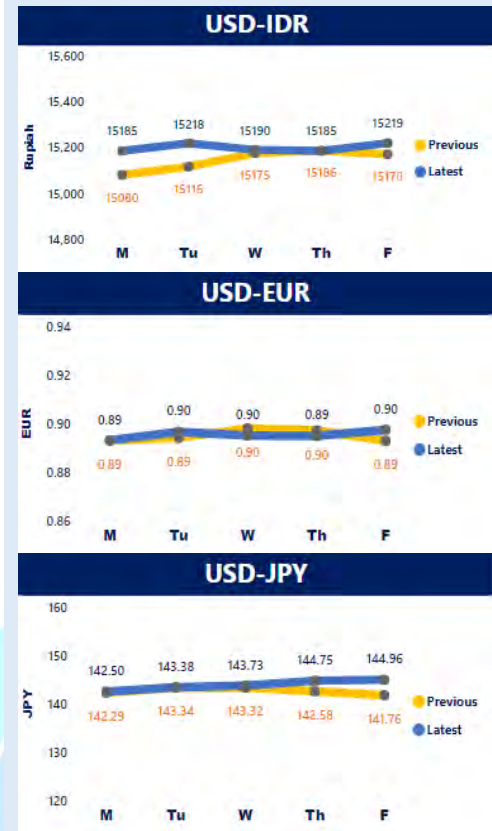 USD-IDR
15,600
15,400
15,200
15,000
14,800
Rupiah
15185 15218 15190 15185 15219
15116 15175 15186 15170
M Tu W Th F
Previous
Latest
USD-EUR
0.94
0.92
0.90
0.88
0.86
EUR
0.89 0.90 0.90 0.89 0.90
0.89 0.89 0.90 0.90 0.89
M Tu W Th F
Previous
Latest
USD-JPY
160
150
140
130
120
JPY
142.50 143.38 143.73 144.75 144.96
142.29 143.34 143.32 142.58 141.76
M Tu W Th F
Previous
Latest